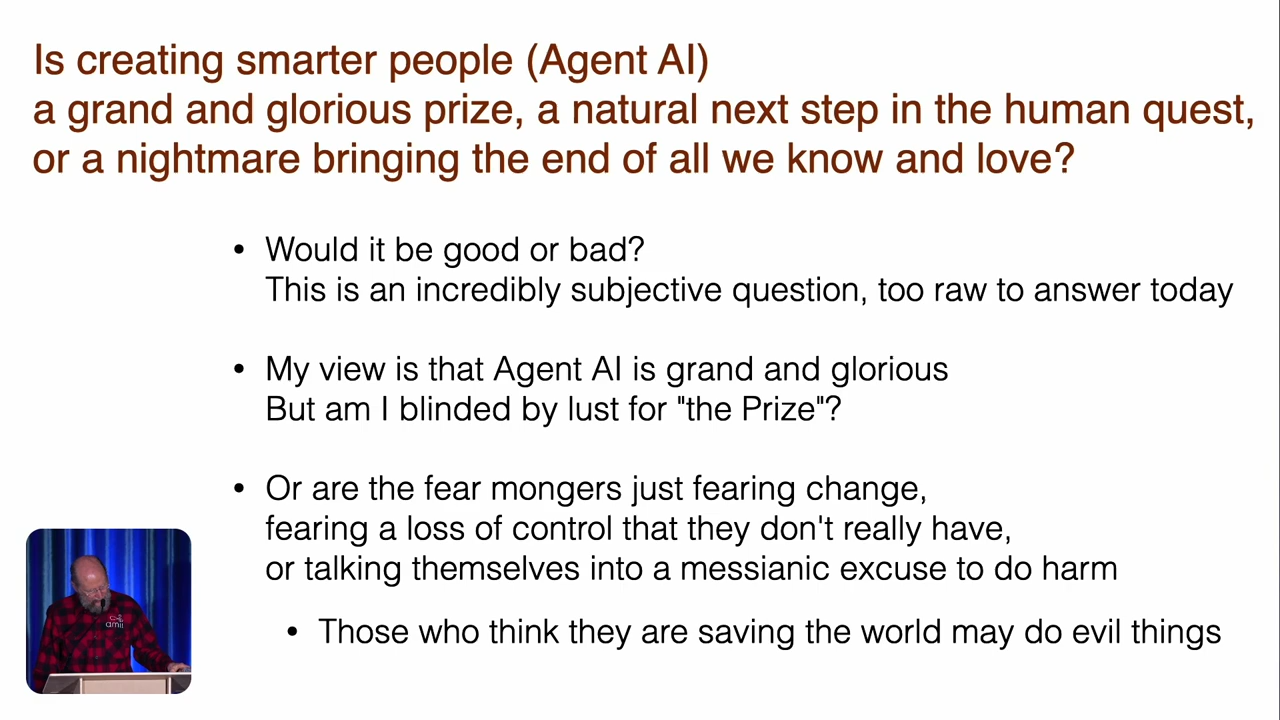 Is creating smarter people (Agent AI)
a grand and glorious prize, a natural next step in the human quest,
or a nightmare bringing the end of all we know and love?
• Would it be good or bad?
This is an incredibly subjective question, too raw to answer today
• My view is that Agent AI is grand and glorious
But am I blinded by lust for "the Prize"?
• Or are the fear mongers just fearing change,
fearing a loss of control that they don't really have,
or talking themselves into a messianic excuse to do harm
• Those who think they are saving the world may do evil things
amii